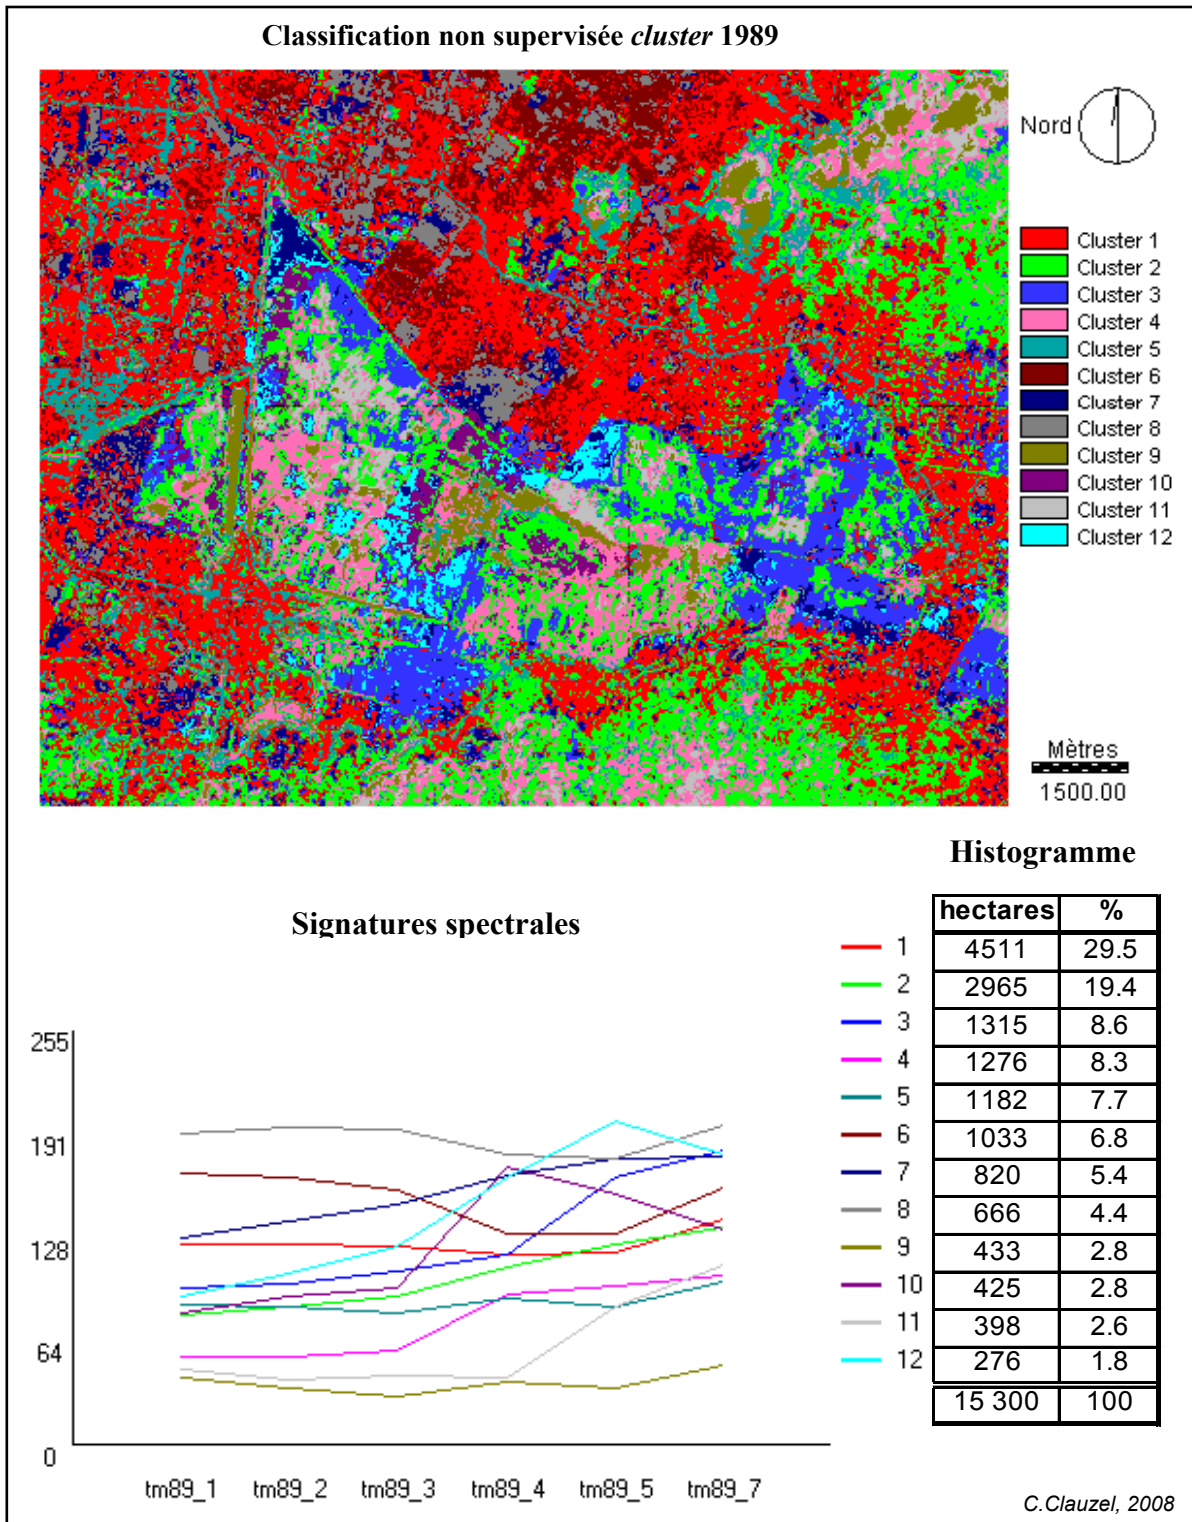 Classification non supervisée cluster 1989
Nord
Cluster 1
Cluster 2
Cluster 3
Cluster 4
Cluster 5
Cluster 6
Cluster 7
Cluster 8
Cluster 9
Cluster 10
Cluster 11
Cluster 12
Mètres
1500.00
Histogramme
hectares %
4511 29.5
2965 19.4
1315 8.6
1276 8.3
1182 7.7
1033 6.8
820 5.4
666 4.4
433 2.8
425 2.8
398 2.6
276 1.8
15 300 100
Signatures spectrales
1
2
3
4
5
6
7
8
9
10
11
12
255
191
128
64
0
tm89_1 tm89_2 tm89_3 tm89_4 tm89_5 tm89_7
C.Clauzel, 2008